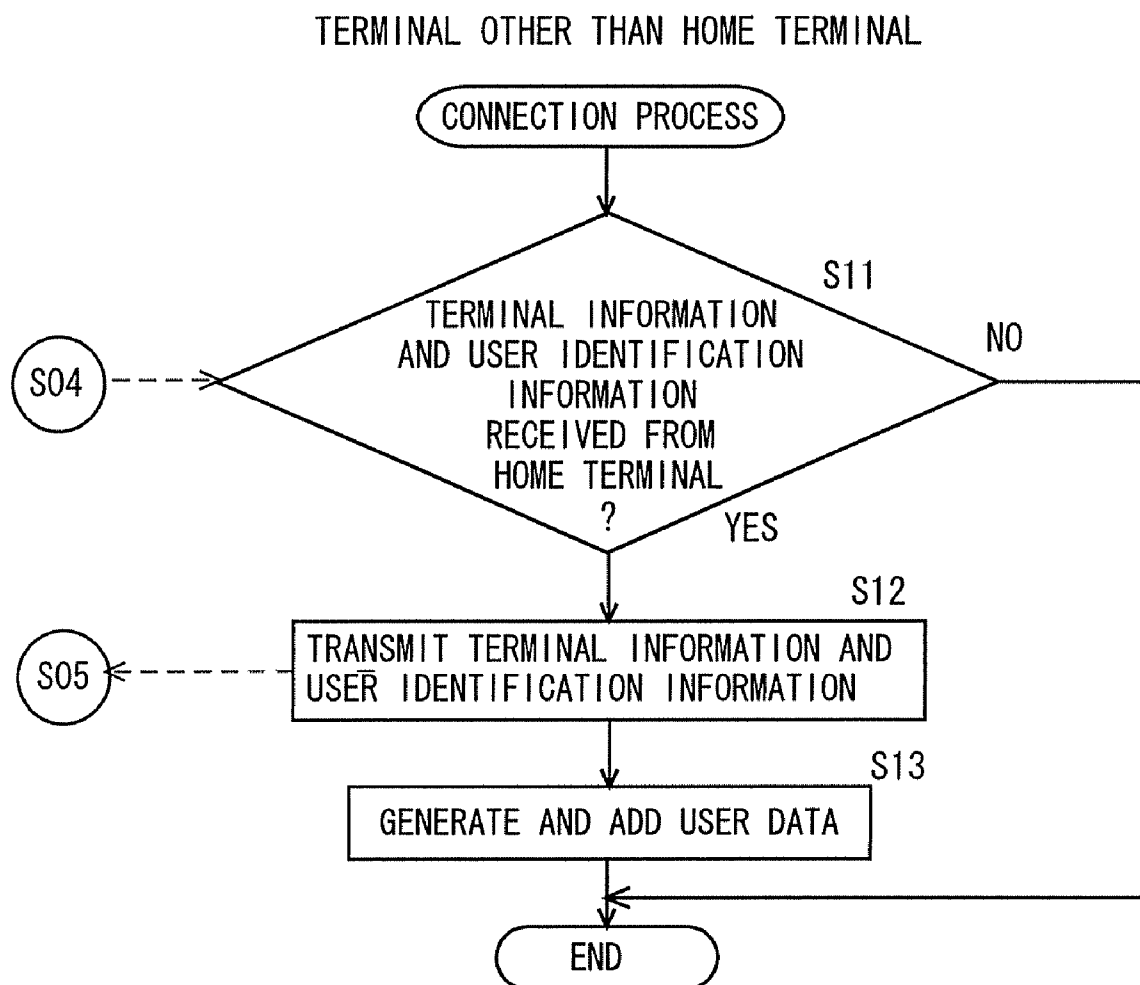 TERMINAL OTHER THAN HOME TERMINAL
CONNECTION PROCESS
S11
TERMINAL INFORMATION
AND USER IDENTIFICATION
INFORMATION
RECEIVED FROM
HOME TERMINAL
?
NO
S04
YES
S12
TRANSMIT TERMINAL INFORMATION AND
USER IDENTIFICATION INFORMATION
S05
S13
GENERATE AND ADD USER DATA
END